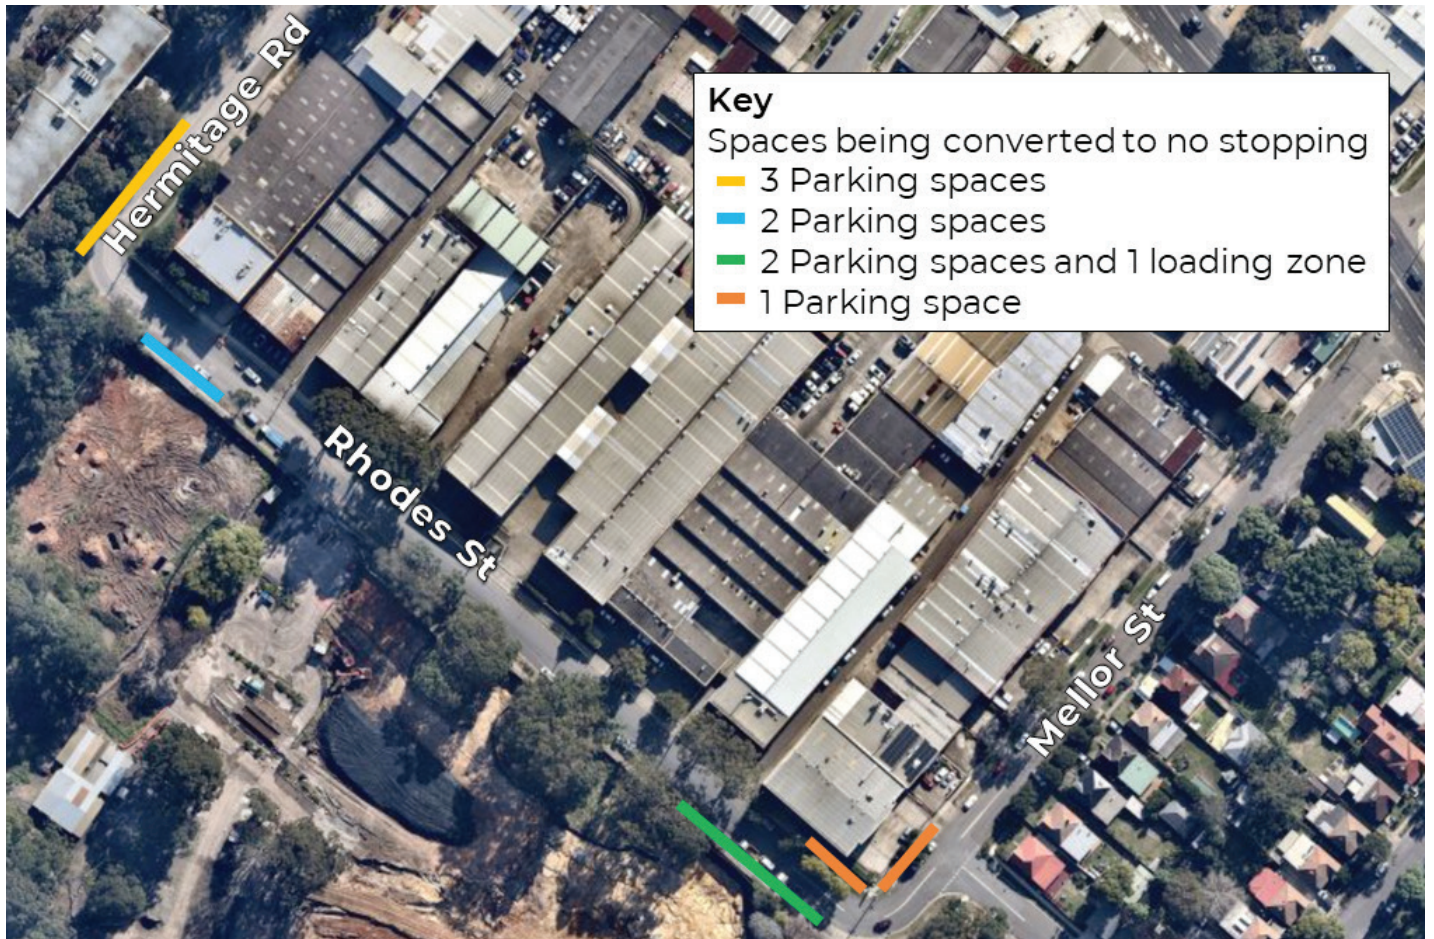 Hermitage Rd
Key
Spaces being converted to no stopping
3 Parking spaces
2 Parking spaces
2 Parking spaces and 1 loading zone
1 Parking space
Rhodes St
Mellor St